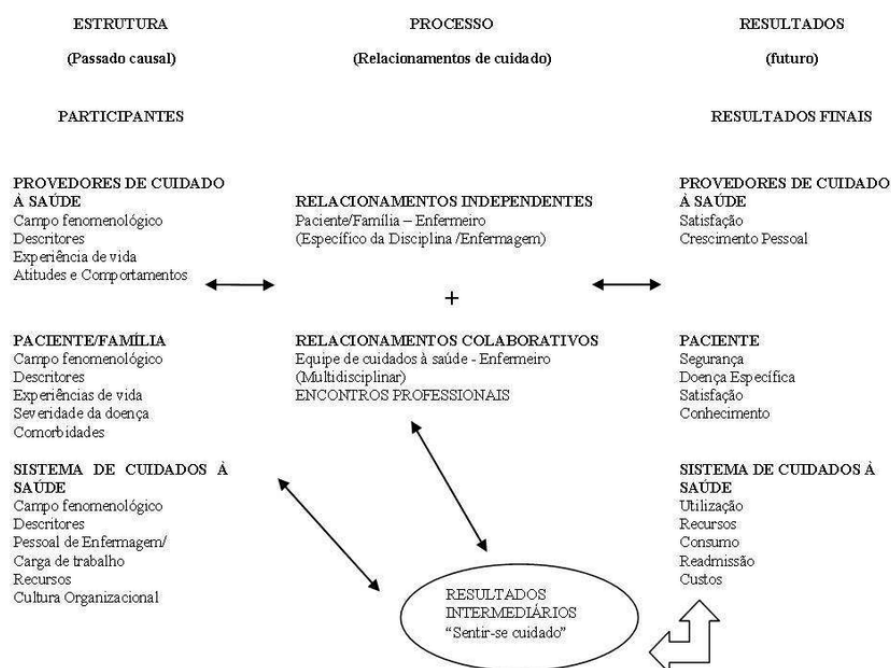 ESTRUTURA
(Passado causal)
PARTICIPANTES
PROVEDORES DE CUIDADO
À SAÚDE
Campo fenomenológico
Descritores
Experiência de vida
Atitudes e Comportamentos
PACIENTE/FAMÍLIA
Campo fenomenológico
Descritores
Experiências de vida
Severidade da doença
Comorbidades
SISTEMA DE CUIDADOS À
SAÚDE
Campo fenomenológico
Descritores
Pessoal de Enfermagem/
Carga de trabalho
Recursos
Cultura Organizacional
PROCESSO
(Relacionamentos de cuidado)
RELACIONAMENTOS INDEPENDENTES
Paciente/Família – Enfermeiro
(Específico da Disciplina /Enfermagem)
+
RELACIONAMENTOS COLABORATIVOS
Equipe de cuidados à saúde - Enfermeiro
(Multidisciplinar)
ENCONTROS PROFESSIONAIS
RESULTADOS
INTERMEDIÁRIOS
“Sentir-se cuidado”
RESULTADOS
(futuro)
RESULTADOS FINAIS
PROVEDORES DE CUIDADO
À SAÚDE
Satisfação
Crescimento Pessoal
PACIENTE
Segurança
Doença Específica
Satisfação
Conhecimento
SISTEMA DE CUIDADOS À
SAÚDE
Utilização
Recursos
Consumo
Readmissão
Custos